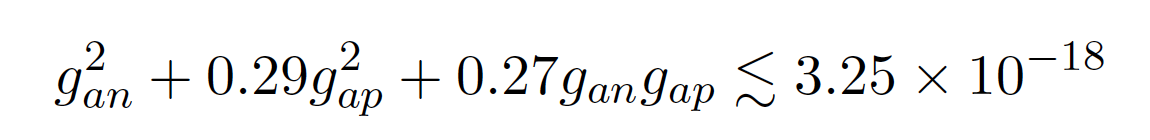 g_{an}^2 + 0.29g_{ap}^2 + 0.27g_{an}g_{ap} ≲ 3.25 × 10^{-18}